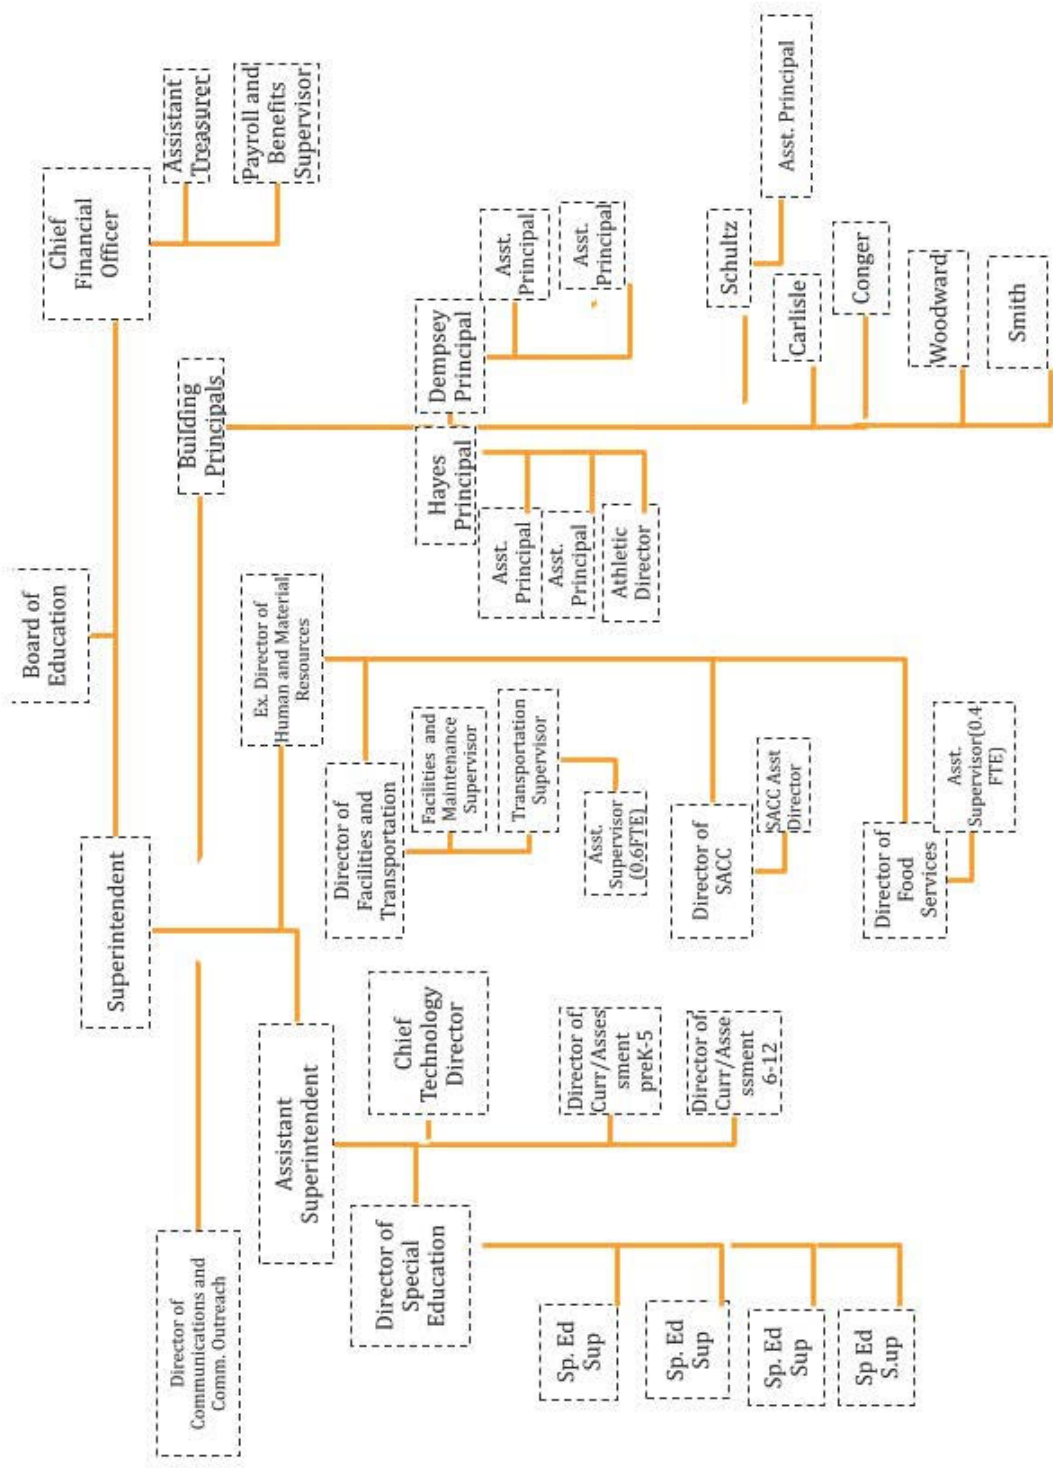 Board of
Education
Superintendent
Chief
Financial
Officer
Assistant
Treasurer
Payroll and
Benefits
Supervisor
Director of
Communications and
Comm. Outreach
Building
Principals
Assistant
Superintendent
Ex. Director of
Human and Material
Resources
Director of
Special
Education
Chief
Technology
Director
Director of
Curr/Asses
sment
preK-5
Director of
Curr/Asse
ssment
6-12
Sp. Ed
Sup
Sp. Ed
Sup
Sp. Ed
Sup
Sp Ed
S.up
Director of
Facilities and
Transportation
Facilities and
Maintenance
Supervisor
Transportation
Supervisor
Asst.
Supervisor
(0.6FTE)
Director of
SACC
SACC Asst
Director
Director of
Food
Services
Asst.
Supervisor(0.4
FTE)
Hayes
Principal
Asst.
Principal
Asst.
Principal
Athletic
Director
Dempsey
Principal
Asst.
Principal
Asst.
Principal
Schultz
Asst. Principal
Carlisle
Conger
Woodward
Smith